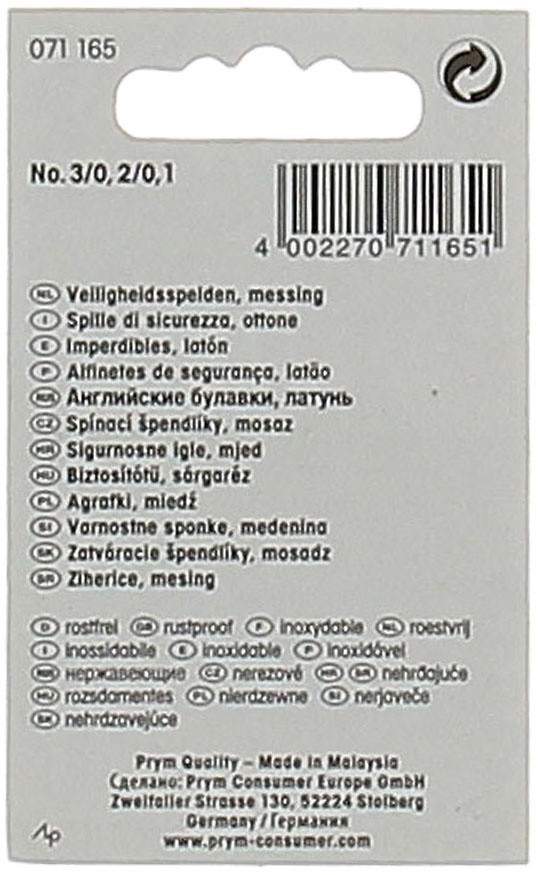 071 165
No. 3/0, 2/0, 1
4 002270 711651
NL Veiligheidsspelden, messing
I Spille di sicurezza, ottone
E Imperdibles, latón
P Alfinetes de segurança, latão
RUS Английские булавки, латунь
CZ Spínací špendlíky, mosaz
HR Sigurnosne igle, mjed
HU Biztosítótű, sárgaréz
PL Agrafki, miedź
SI Varnostne sponke, medenina
SK Zatváracie špendlíky, mosadz
SR Ziherice, mesing
D rostfrei GB rustproof F inoxydable NL roestvrij
I inossidabile E inoxidable P inoxidóvel
RUS нержавеющие CZ nerezové HR SR nehrđajuće
HU rozsdamentes PL nierdzewne SI nerjaveče
SK nehrdzavejúce
Prym Quality – Made in Malaysia
Сделано: Prym Consumer Europe GmbH
Zweifaller Strasse 130, 52224 Stolberg
Germany / Германия
www.prym-consumer.com